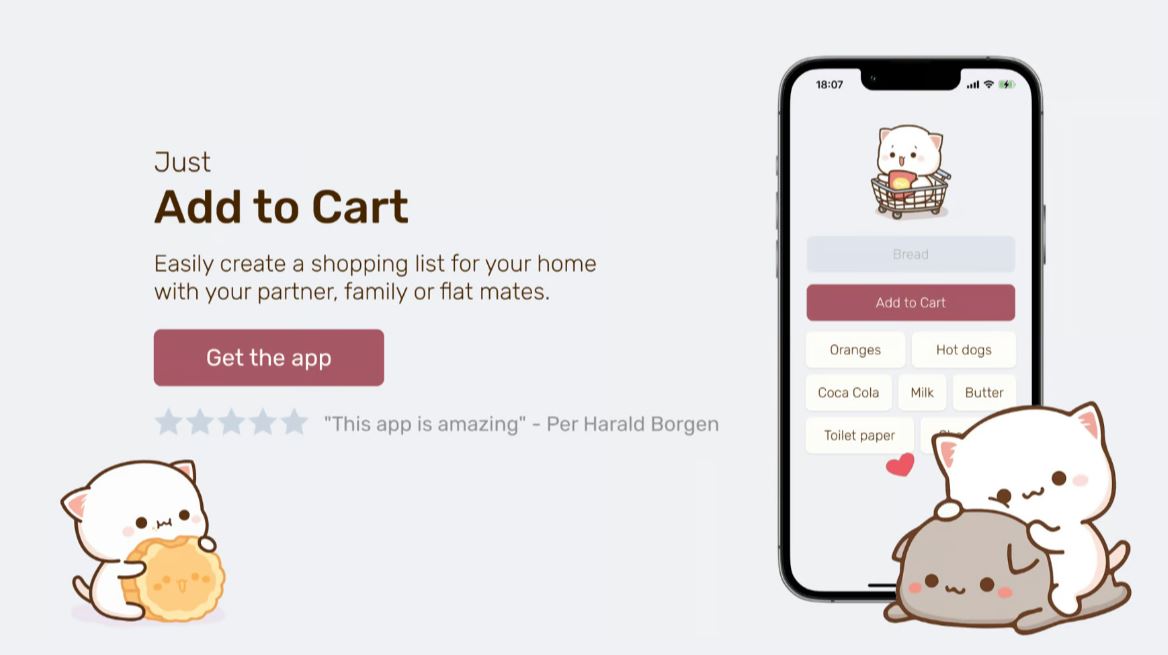 Just
Add to Cart
Easily create a shopping list for your home
with your partner, family or flat mates.
Get the app
"This app is amazing" - Per Harald Borgen
18:07
Bread
Add to Cart
Oranges
Hot dogs
Coca Cola
Milk
Butter
Toilet paper